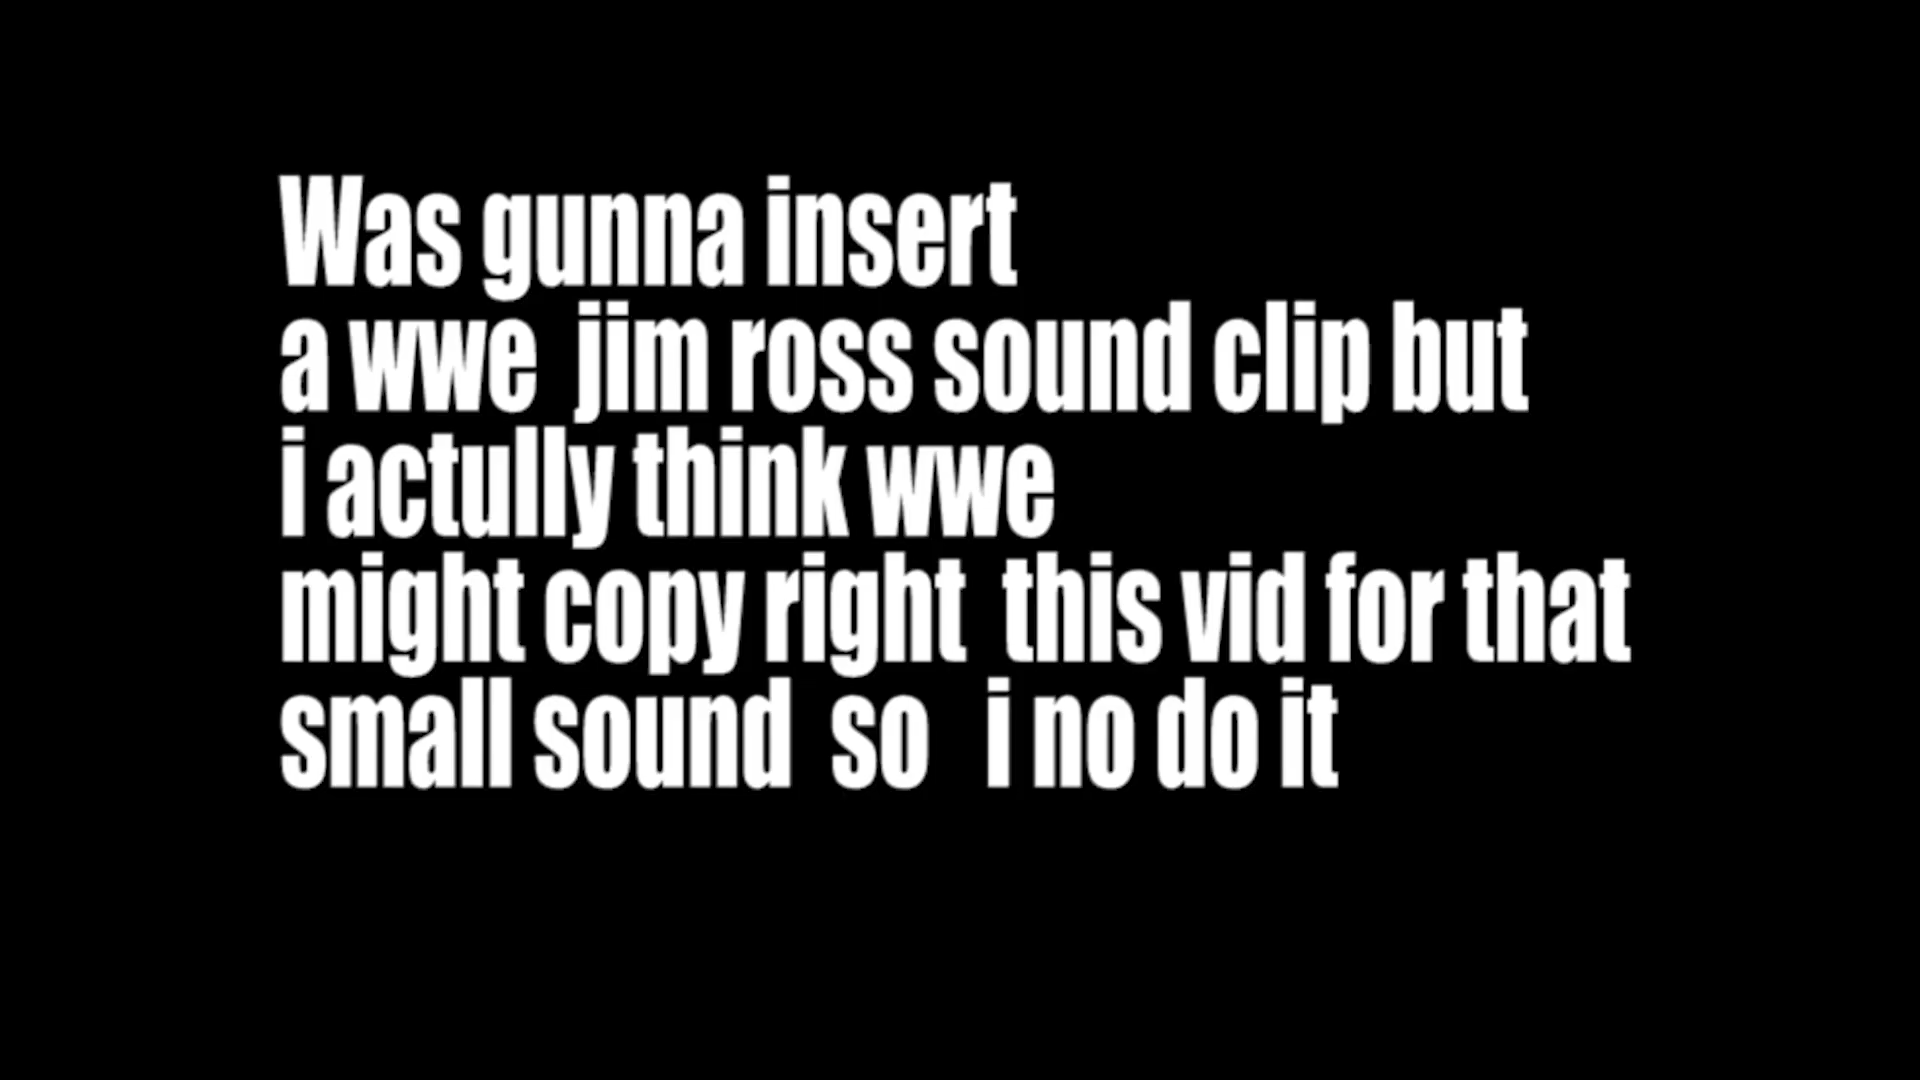 Was gunna insert
a wwe  jim ross sound clip but
i actully think wwe
might copy right  this vid for that
small sound  so   i no do it